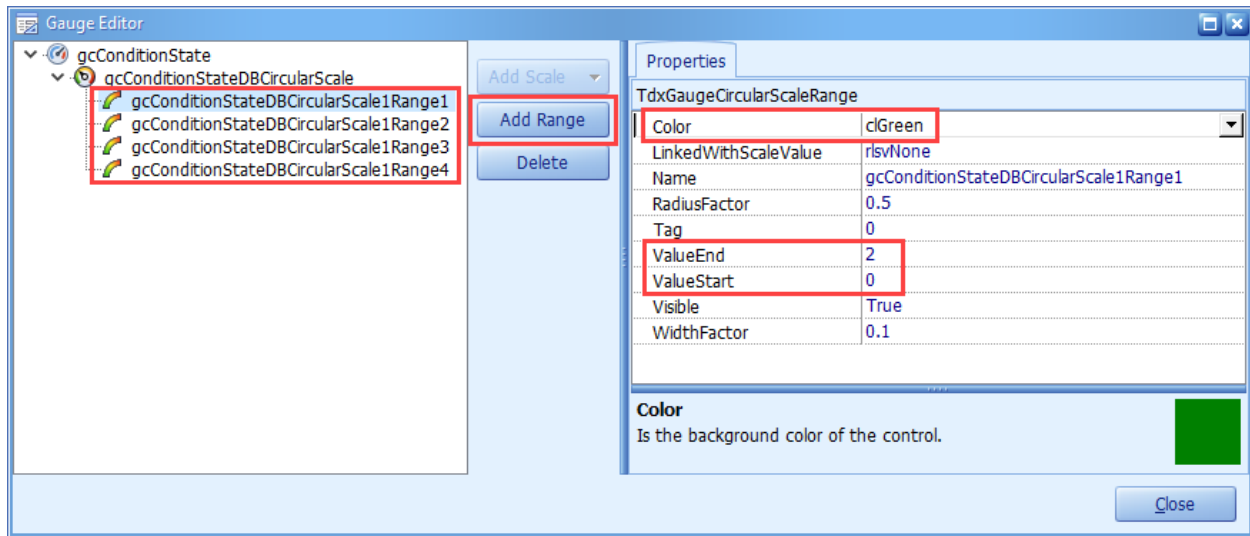 Gauge Editor
gcConditionState
gcConditionStateDBCircularScale
gcConditionStateDBCircularScale1Range1
gcConditionStateDBCircularScale1Range2
gcConditionStateDBCircularScale1Range3
gcConditionStateDBCircularScale1Range4
Add Scale
Add Range
Delete
Properties
TdxGaugeCircularScaleRange
Color clGreen
LinkedWithScaleValue rlsvNone
Name gcConditionStateDBCircularScale1Range1
RadiusFactor 0.5
Tag 0
ValueEnd 2
ValueStart 0
Visible True
WidthFactor 0.1
Color
Is the background color of the control.
Close